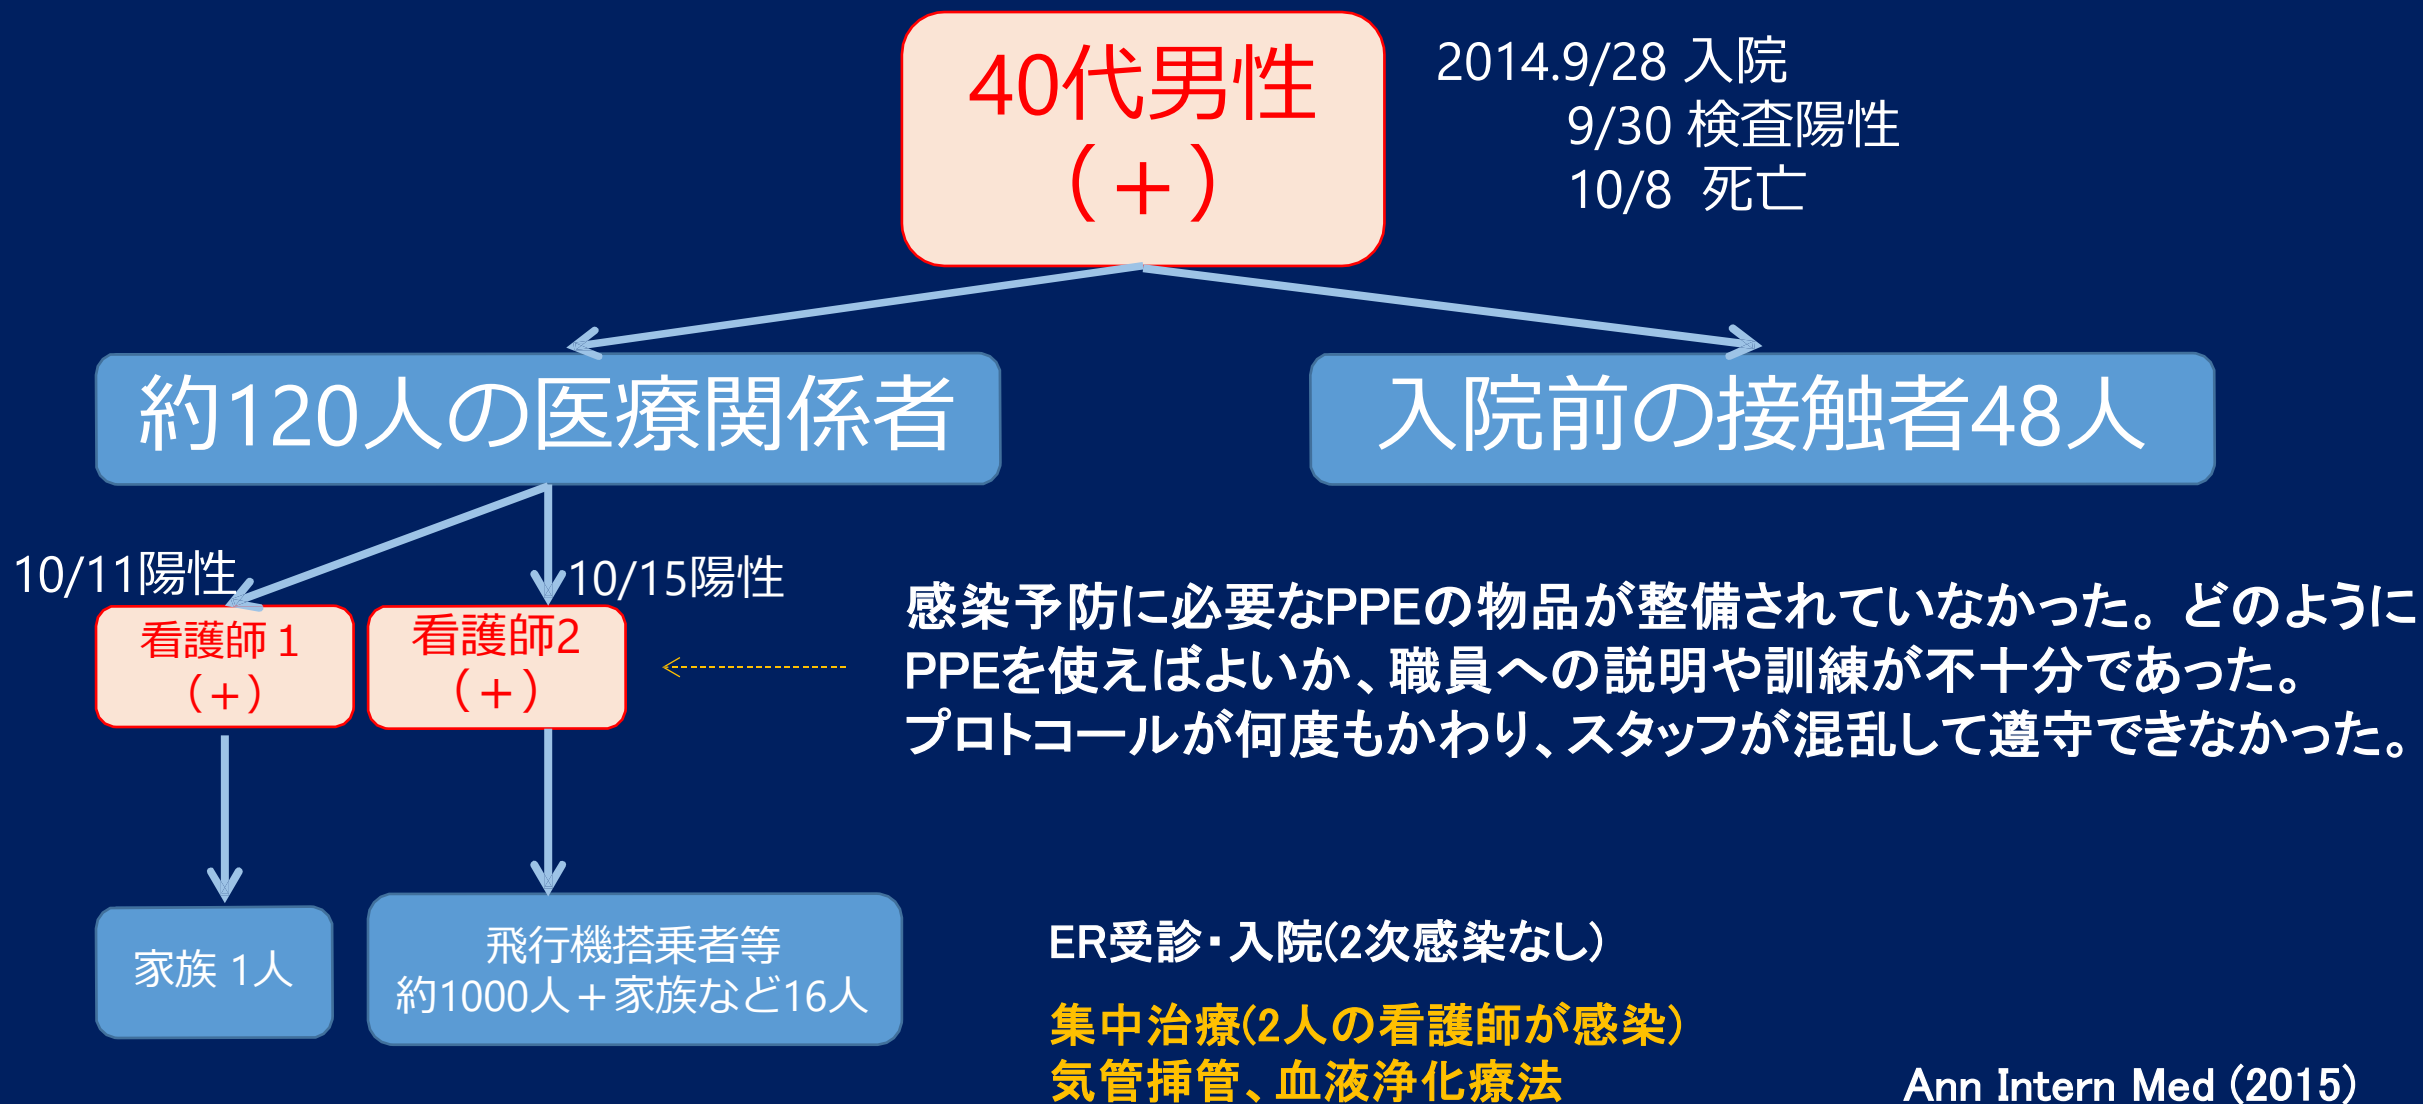 40代男性
（＋）
2014.9/28 入院
9/30 検査陽性
10/8 死亡
約120人の医療関係者
入院前の接触者48人
10/11陽性
10/15陽性
看護師１
（＋）
看護師2
（＋）
感染予防に必要なPPEの物品が整備されていなかった。どのように
PPEを使えばよいか、職員への説明や訓練が不十分であった。
プロトコールが何度もかわり、スタッフが混乱して遵守できなかった。
家族 1人
飛行機搭乗者等
約1000人＋家族など16人
ER受診・入院(2次感染なし)
集中治療(2人の看護師が感染)
気管挿管、血液浄化療法
Ann Intern Med (2015)